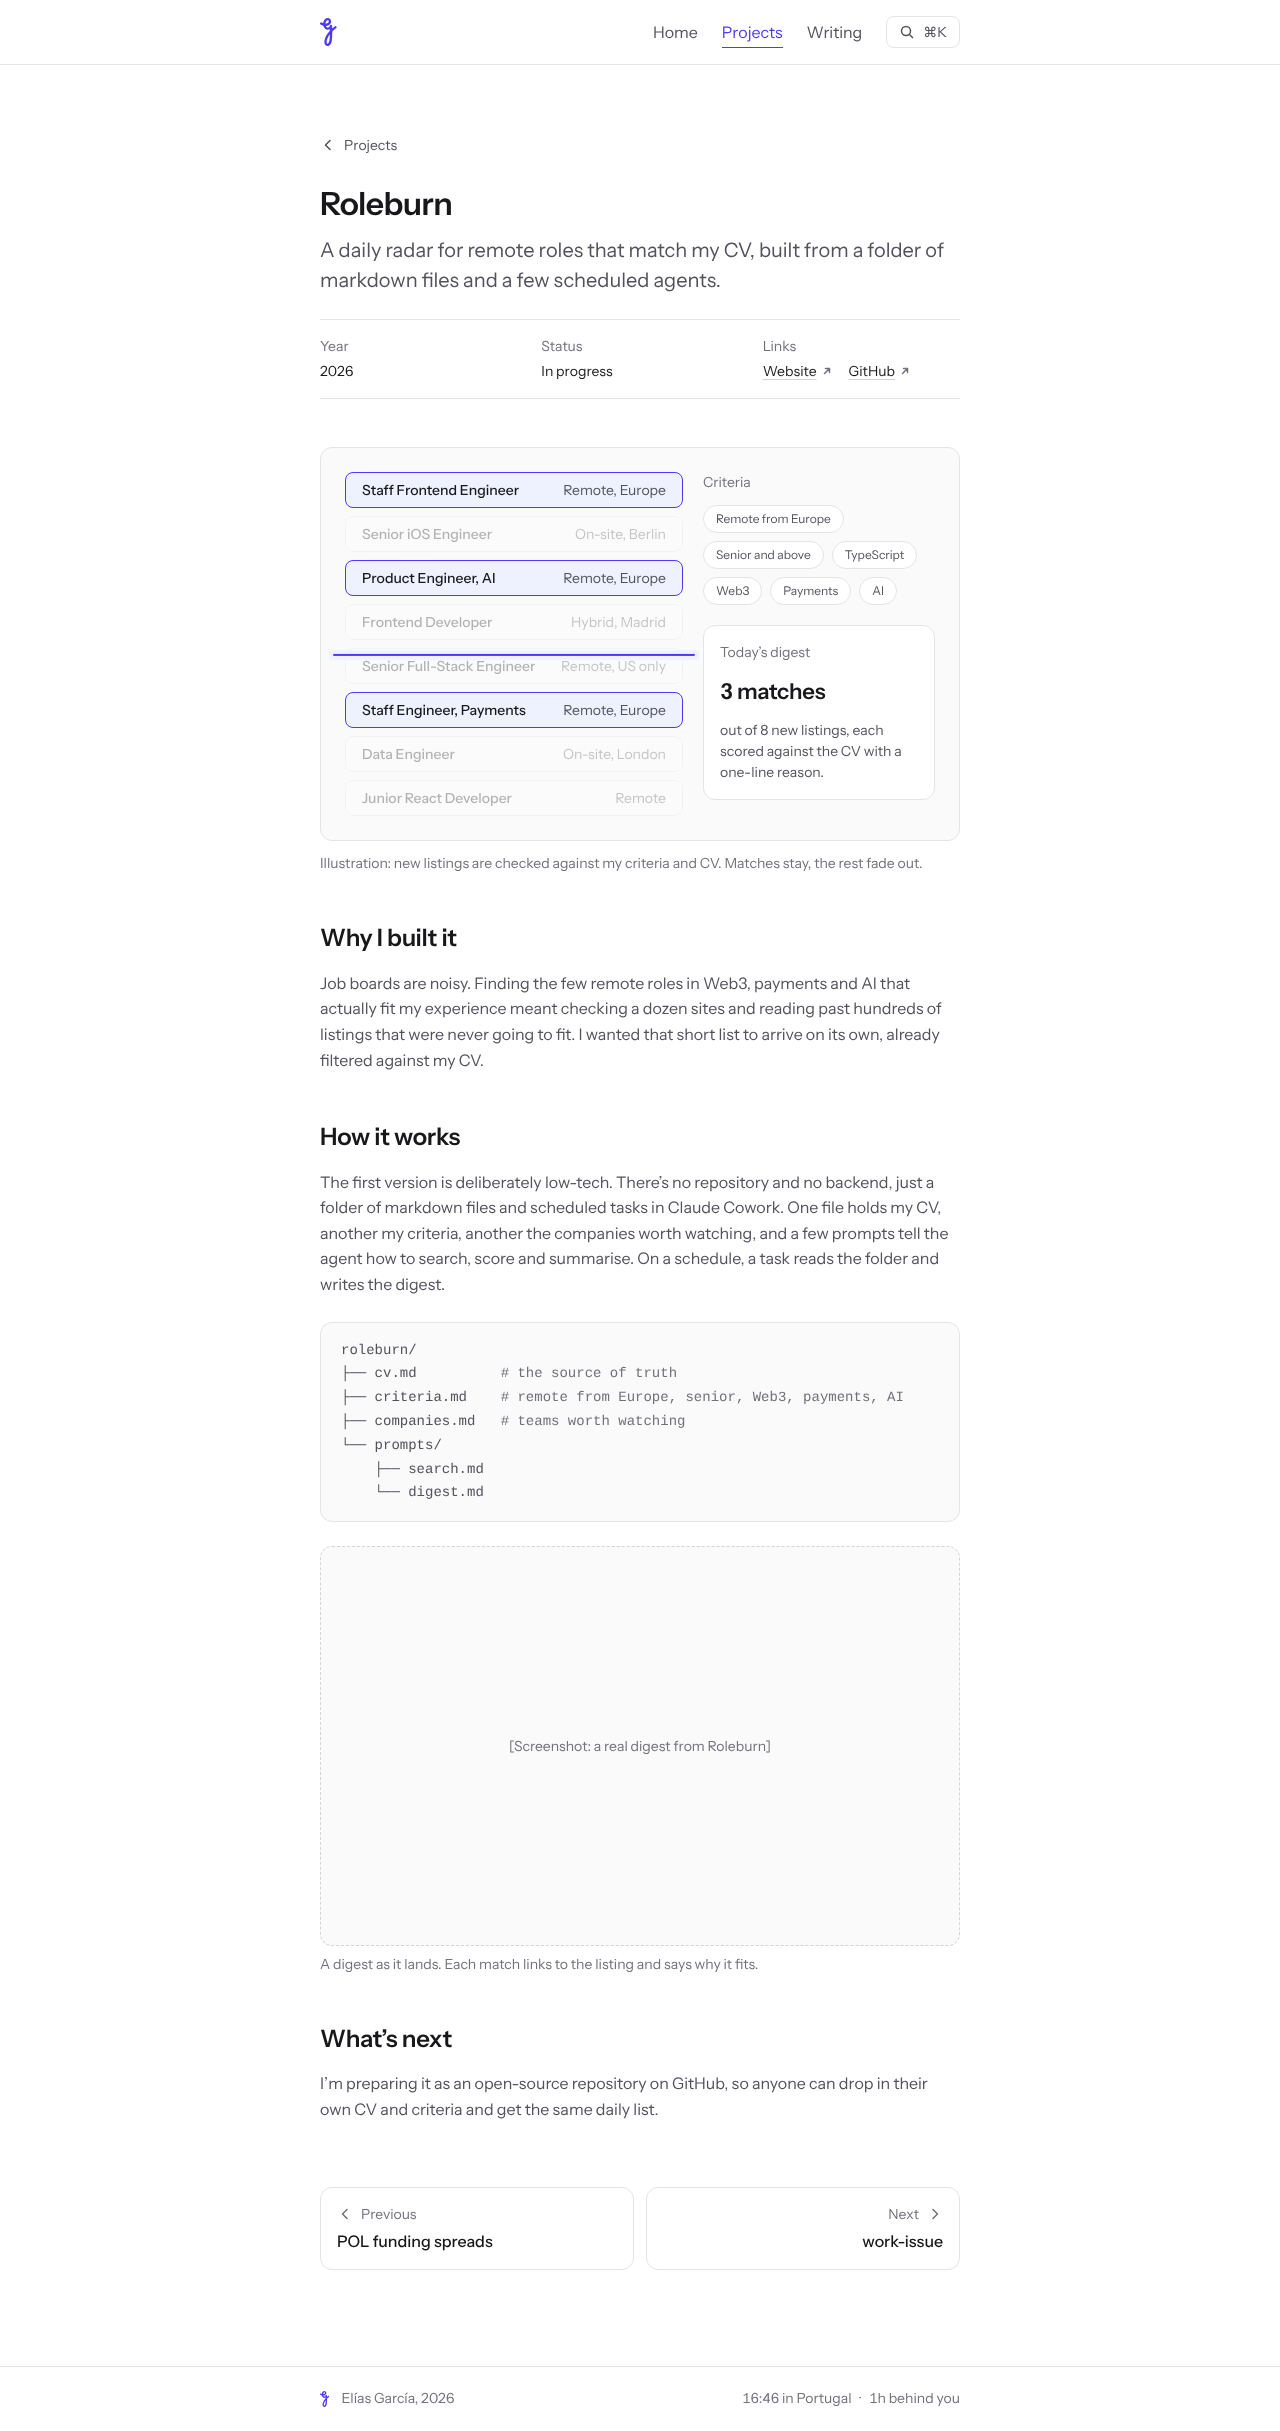 Home Projects Writing ⌘K
Projects
Roleburn
A daily radar for remote roles that match my CV, built from a folder of
markdown files and a few scheduled agents.
Year
2026
Status
In progress
Links
Website ↗ GitHub ↗
Staff Frontend Engineer Remote, Europe
Senior iOS Engineer On-site, Berlin
Product Engineer, AI Remote, Europe
Frontend Developer Hybrid, Madrid
Senior Full-Stack Engineer Remote, US only
Staff Engineer, Payments Remote, Europe
Data Engineer On-site, London
Junior React Developer Remote
Criteria
Remote from Europe
Senior and above TypeScript
Web3 Payments AI
Today’s digest
3 matches
out of 8 new listings, each
scored against the CV with a
one-line reason.
Illustration: new listings are checked against my criteria and CV. Matches stay, the rest fade out.
Why I built it
Job boards are noisy. Finding the few remote roles in Web3, payments and AI that
actually fit my experience meant checking a dozen sites and reading past hundreds of
listings that were never going to fit. I wanted that short list to arrive on its own, already
filtered against my CV.
How it works
The first version is deliberately low-tech. There’s no repository and no backend, just a
folder of markdown files and scheduled tasks in Claude Cowork. One file holds my CV,
another my criteria, another the companies worth watching, and a few prompts tell the
agent how to search, score and summarise. On a schedule, a task reads the folder and
writes the digest.
roleburn/
├── cv.md          # the source of truth
├── criteria.md    # remote from Europe, senior, Web3, payments, AI
├── companies.md   # teams worth watching
└── prompts/
    ├── search.md
    └── digest.md
[Screenshot: a real digest from Roleburn]
A digest as it lands. Each match links to the listing and says why it fits.
What’s next
I’m preparing it as an open-source repository on GitHub, so anyone can drop in their
own CV and criteria and get the same daily list.
Previous
POL funding spreads
Next
work-issue
Elías García, 2026
16:46 in Portugal · 1h behind you